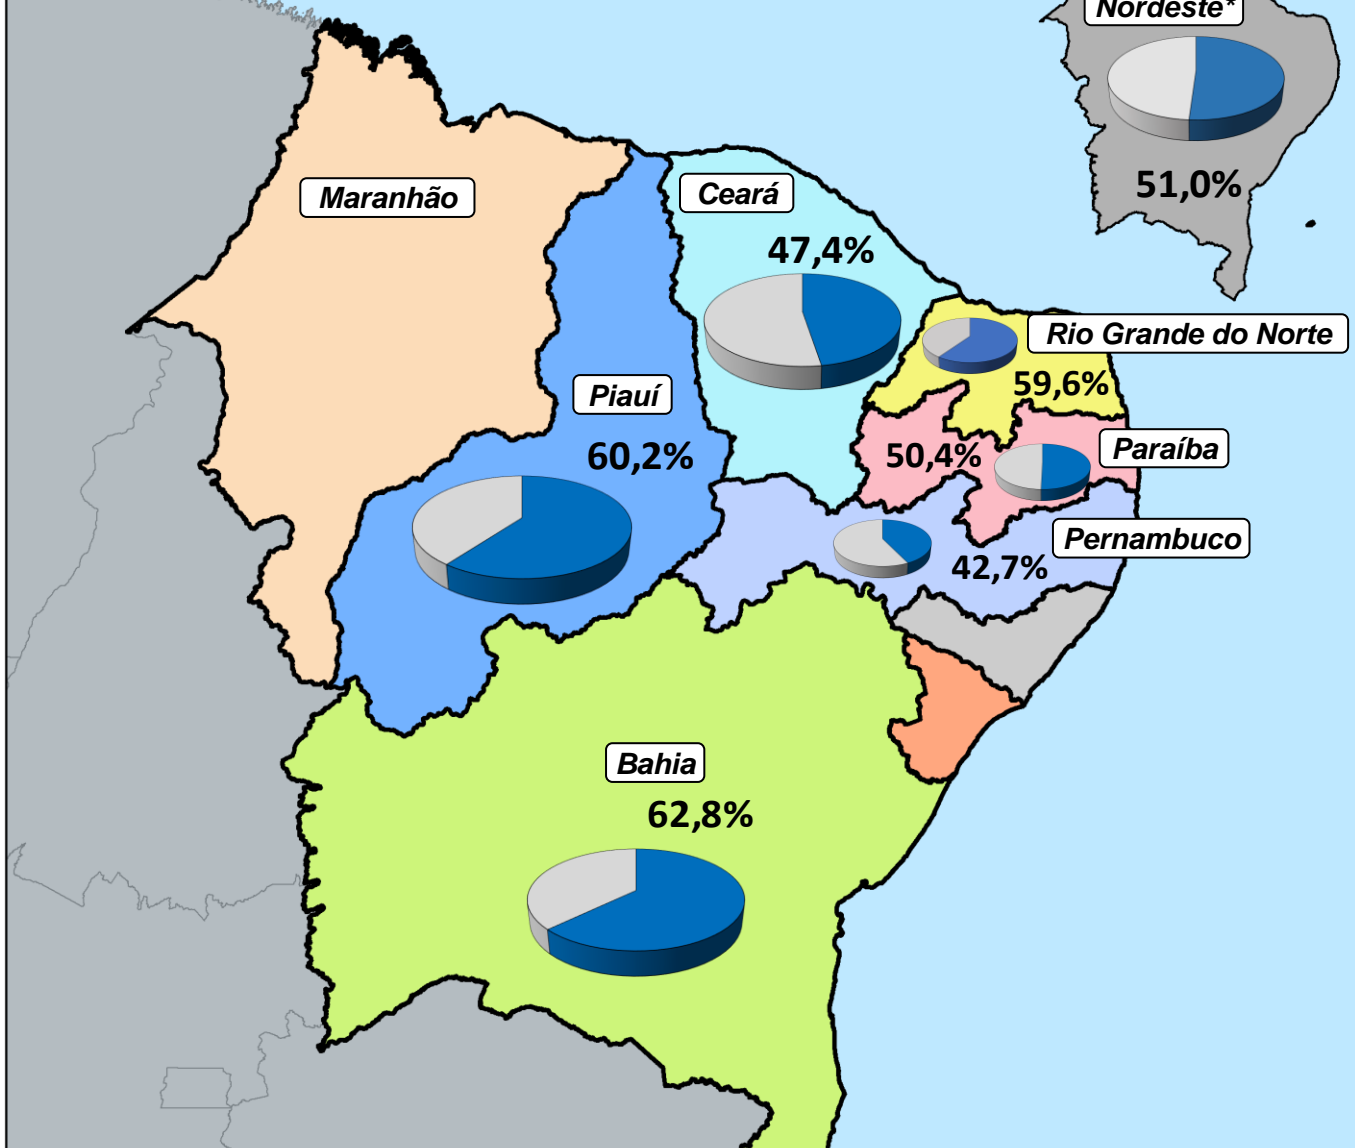 Nordeste*
51,0%
Maranhão
Ceará
47,4%
Rio Grande do Norte
59,6%
Piauí
60,2%
Paraíba
50,4%
Pernambuco
42,7%
Bahia
62,8%